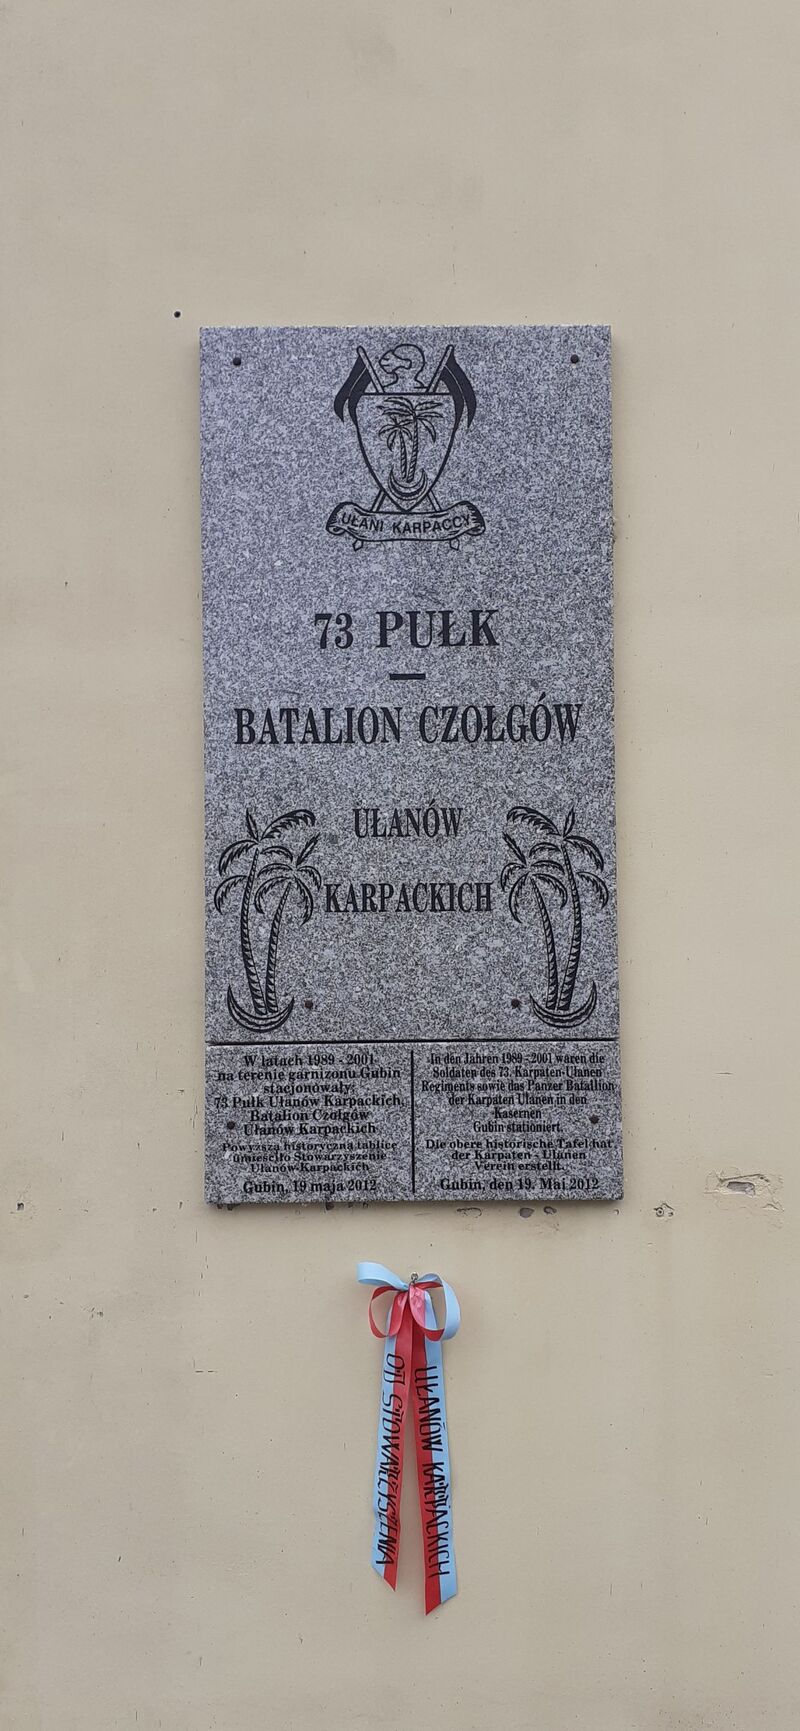 UŁANI KARPACCY
73 PUŁK
—
BATALION CZOŁGÓW
UŁANÓW
KARPACKICH
W latach 1989 - 2001
na terenie garnizonu Gubin
stacjonowały:
73 Pułk Ułanów Karpackich,
Batalion Czołgów
Ułanów Karpackich
Powyższą historyczną tablicę
umieściło Stowarzyszenie
Ułanów Karpackich
Gubin, 19 maja 2012
In den Jahren 1989 - 2001 waren die
Soldaten des 73. Karpaten-Ulanen
Regiments sowie das Panzer Batallion
der Karpaten Ulanen in den
Kasernen
Gubin stationiert.
Die obere historische Tafel hat
der Karpaten - Ulanen
Verein erstellt.
Gubin, den 19. Mai 2012
OD STOWARZYSZENIA
UŁANÓW KARPACKICH